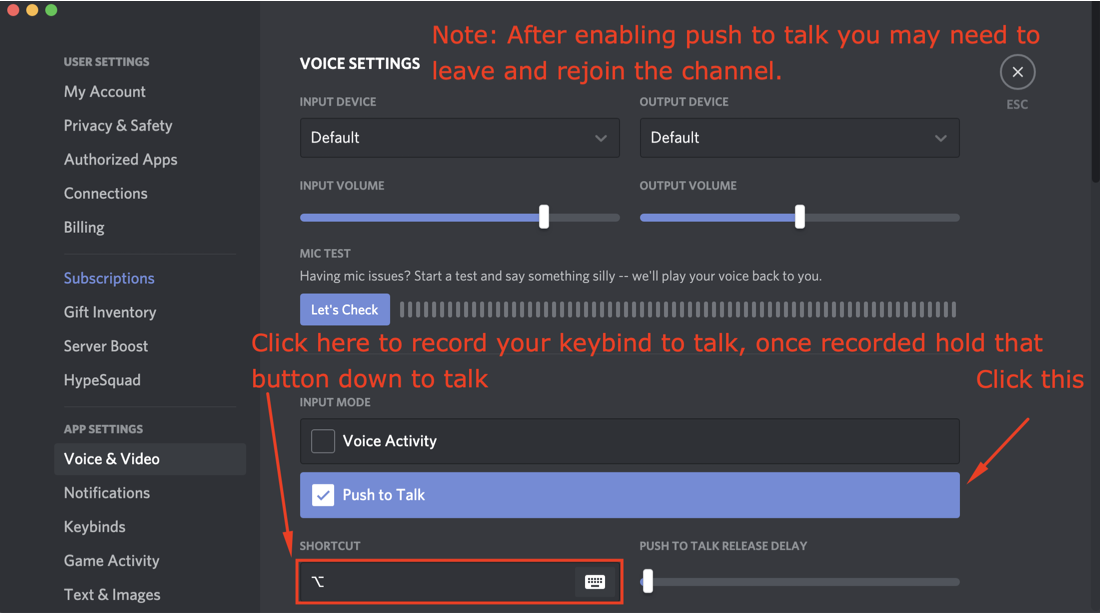 Note: After enabling push to talk you may need to
leave and rejoin the channel.
USER SETTINGS
My Account
Privacy & Safety
Authorized Apps
Connections
Billing
Subscriptions
Gift Inventory
Server Boost
HypeSquad
APP SETTINGS
Voice & Video
Notifications
Keybinds
Game Activity
Text & Images
VOICE SETTINGS
ESC
INPUT DEVICE
OUTPUT DEVICE
Default
Default
INPUT VOLUME
OUTPUT VOLUME
MIC TEST
Having mic issues? Start a test and say something silly -- we'll play your voice back to you.
Let's Check
Click here to record your keybind to talk, once recorded hold that
button down to talk
Click this
INPUT MODE
Voice Activity
Push to Talk
SHORTCUT
PUSH TO TALK RELEASE DELAY
⌥